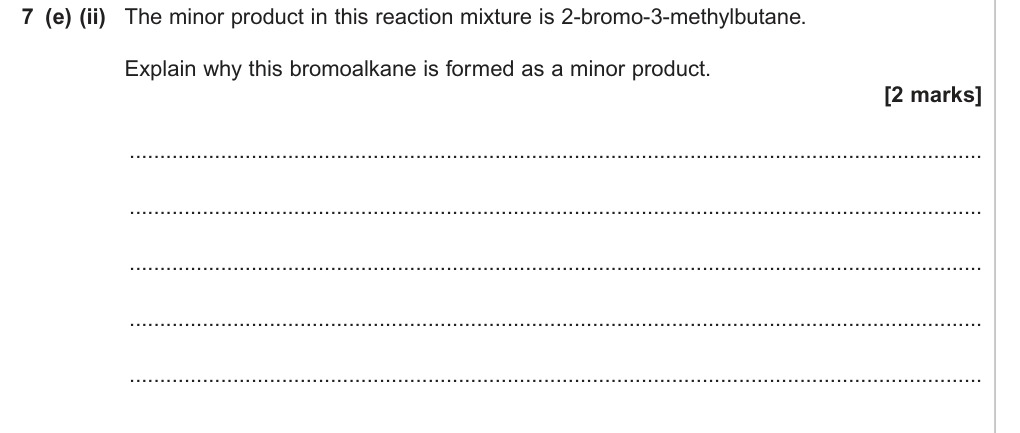 7 (e) (ii) The minor product in this reaction mixture is 2-bromo-3-methylbutane.
Explain why this bromoalkane is formed as a minor product.
[2 marks]